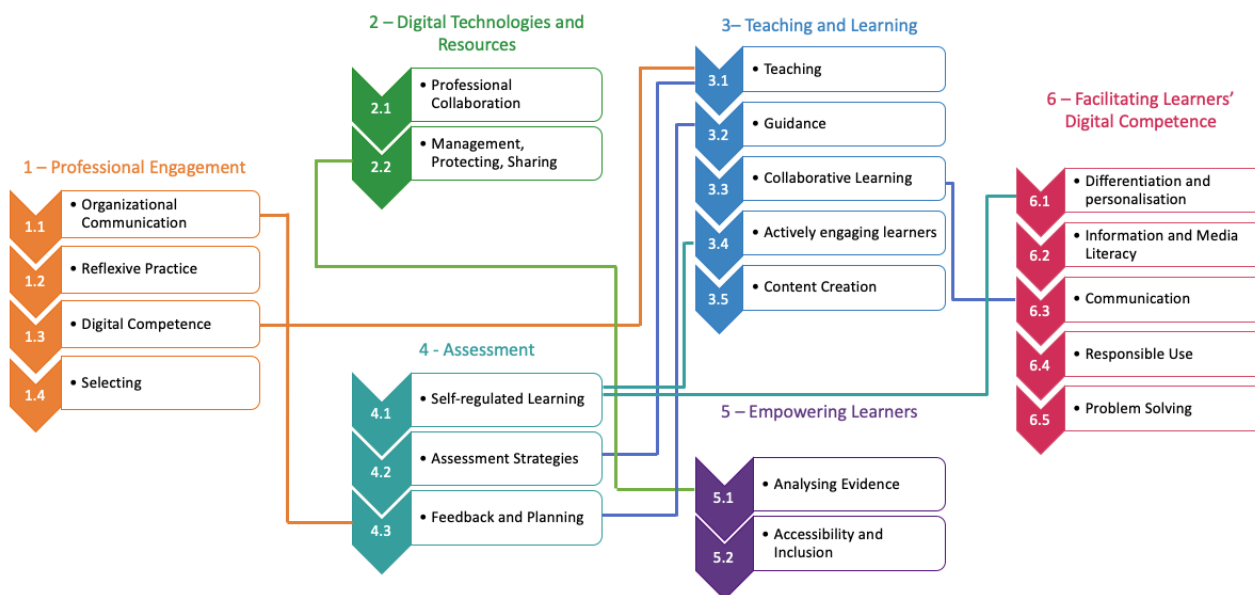 1 – Professional Engagement
1.1
• Organizational
Communication
1.2
• Reflexive Practice
1.3
• Digital Competence
1.4
• Selecting
2 – Digital Technologies and
Resources
2.1
• Professional
Collaboration
2.2
• Management,
Protecting, Sharing
3– Teaching and Learning
3.1
• Teaching
3.2
• Guidance
3.3
• Collaborative Learning
3.4
• Actively engaging learners
3.5
• Content Creation
4 - Assessment
4.1
• Self-regulated Learning
4.2
• Assessment Strategies
4.3
• Feedback and Planning
5 – Empowering Learners
5.1
• Analysing Evidence
5.2
• Accessibility and
Inclusion
6 – Facilitating Learners’
Digital Competence
6.1
• Differentiation and
personalisation
6.2
• Information and Media
Literacy
6.3
• Communication
6.4
• Responsible Use
6.5
• Problem Solving